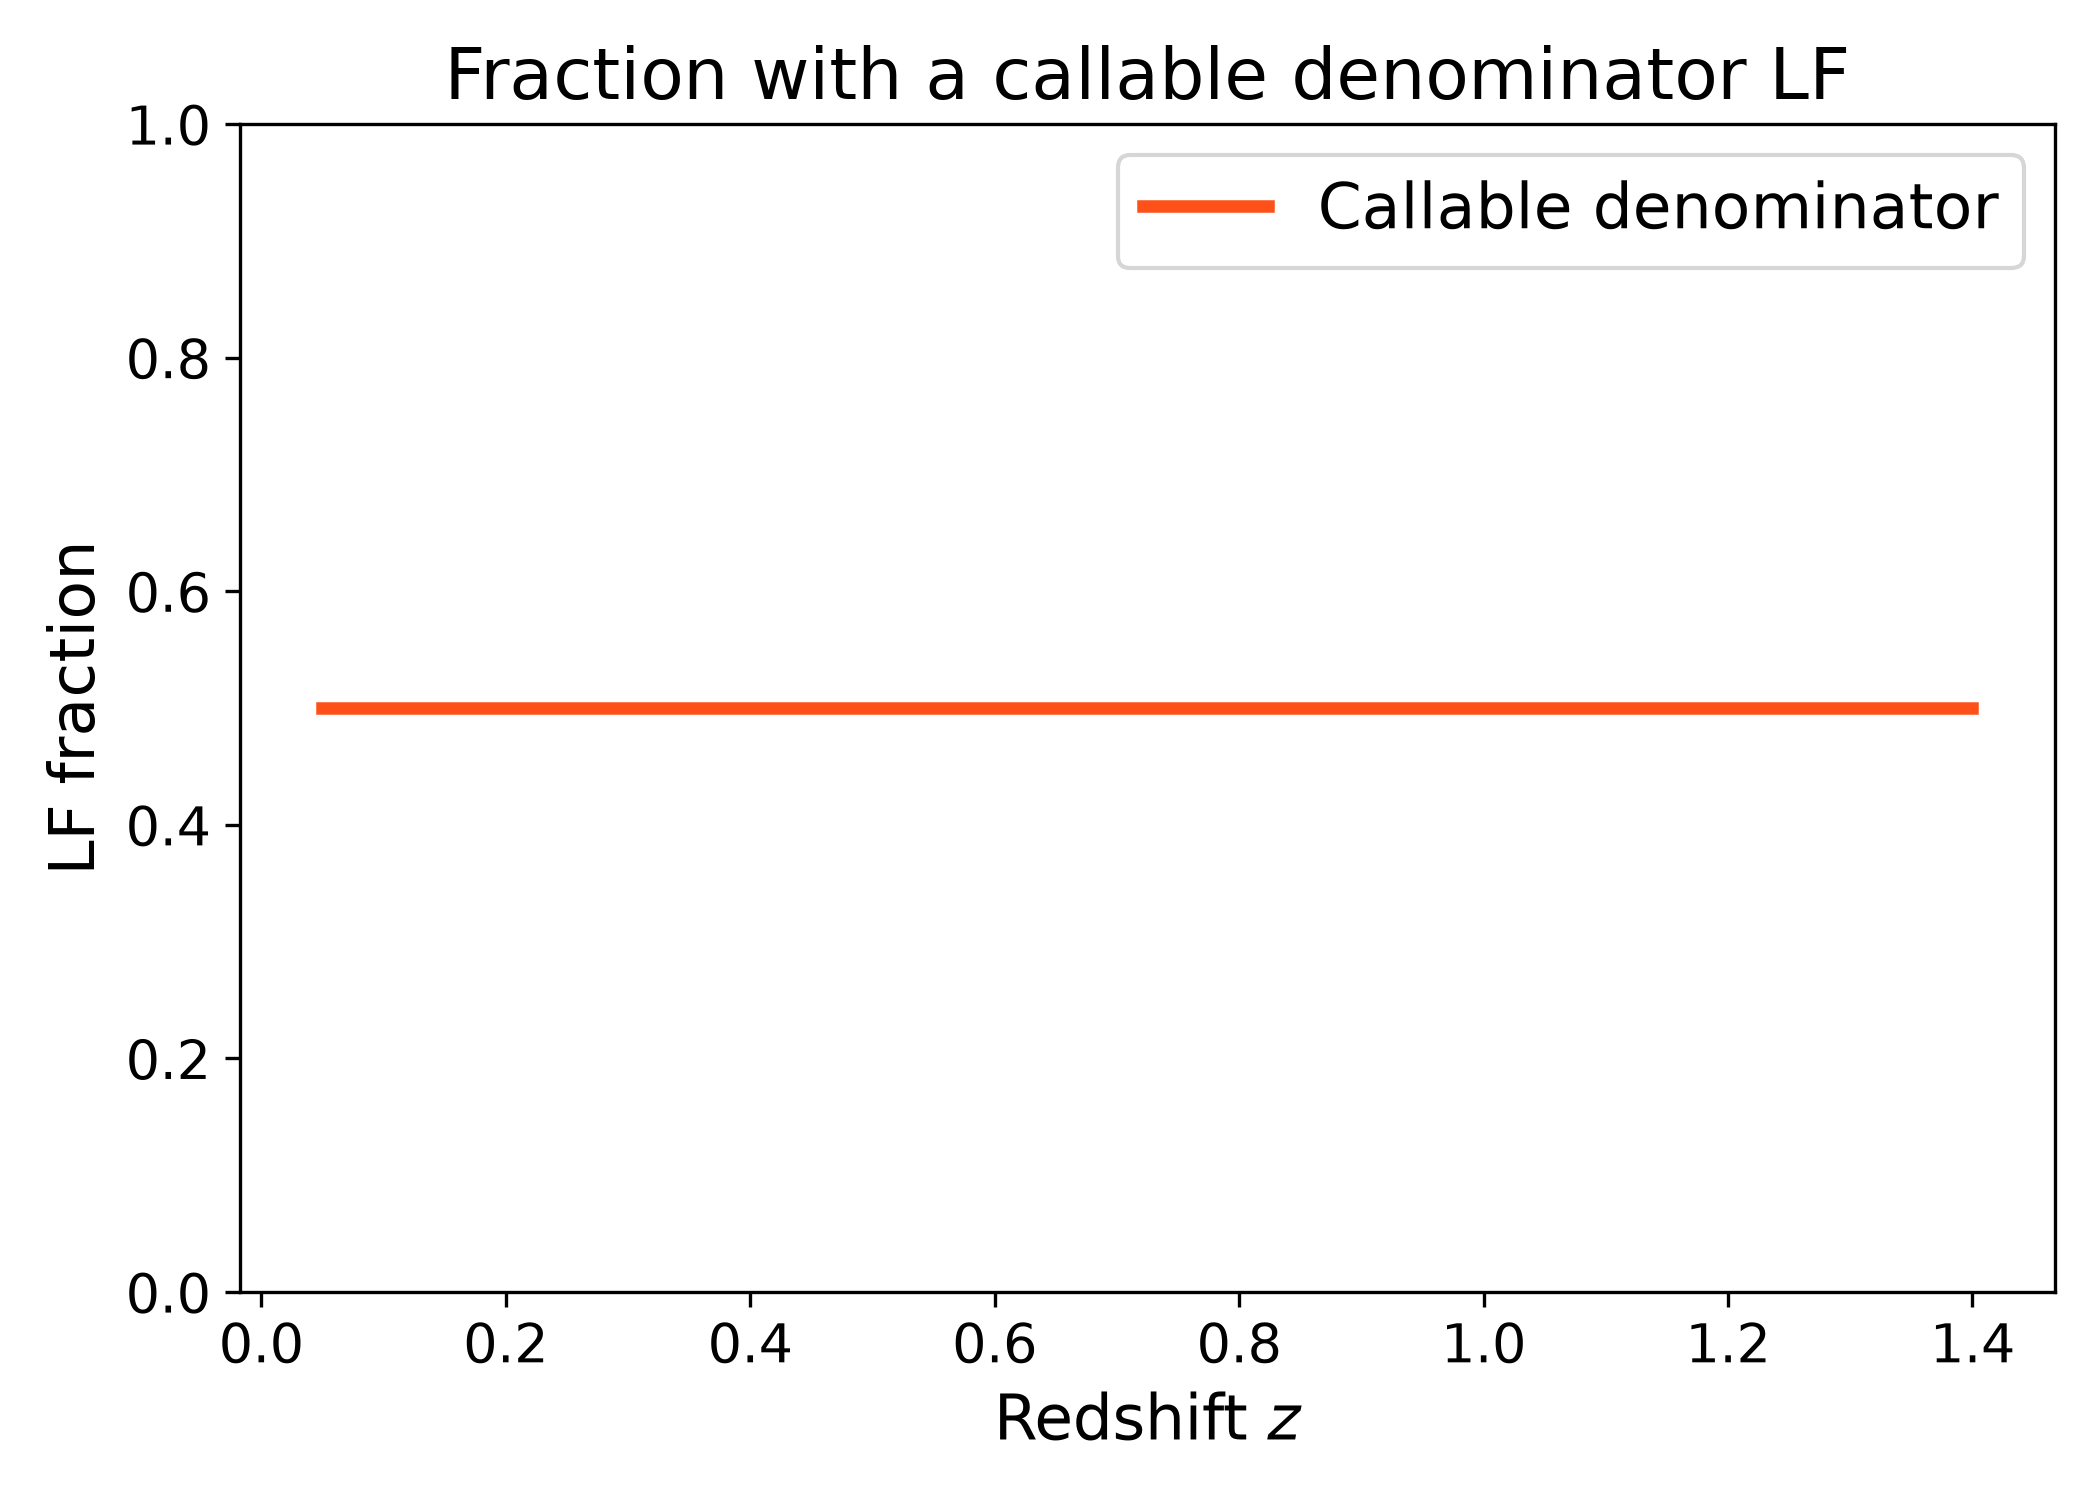 Fraction with a callable denominator LF
Callable denominator
1.0
0.8
0.6
0.4
0.2
0.0
LF fraction
0.0 0.2 0.4 0.6 0.8 1.0 1.2 1.4
Redshift z